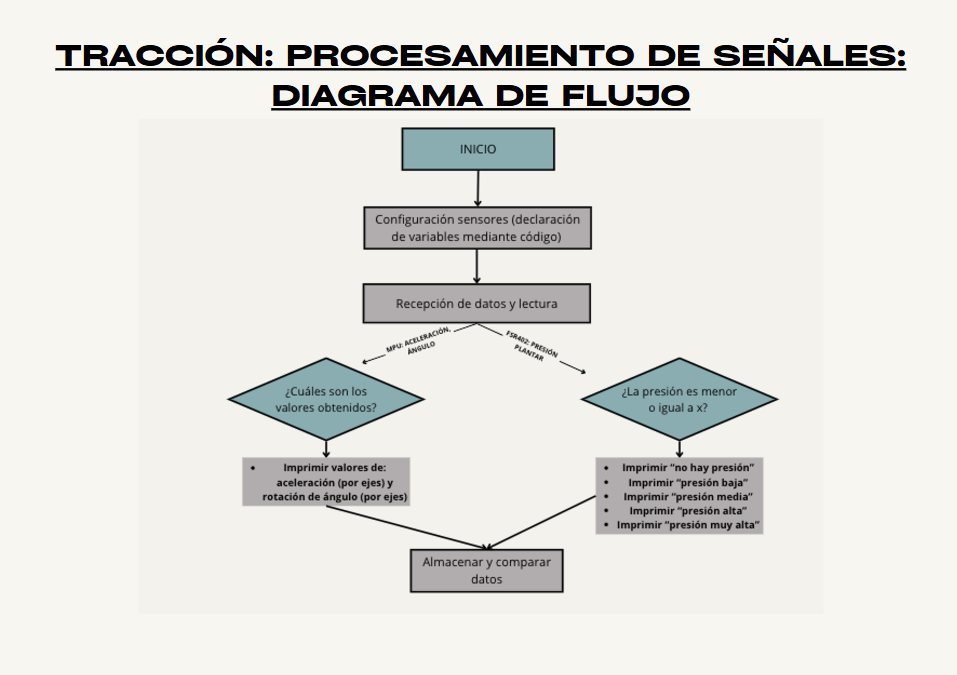 TRACCIÓN: PROCESAMIENTO DE SEÑALES:
DIAGRAMA DE FLUJO
INICIO
Configuración sensores (declaración
de variables mediante código)
Recepción de datos y lectura
MPU: ACELERACIÓN,
ÁNGULO
FSR402: PRESIÓN
PLANTAR
¿Cuáles son los
valores obtenidos?
¿La presión es menor
o igual a x?
• Imprimir valores de:
aceleración (por ejes) y
rotación de ángulo (por ejes)
• Imprimir “no hay presión”
• Imprimir “presión baja”
• Imprimir “presión media”
• Imprimir “presión alta”
• Imprimir “presión muy alta”
Almacenar y comparar
datos